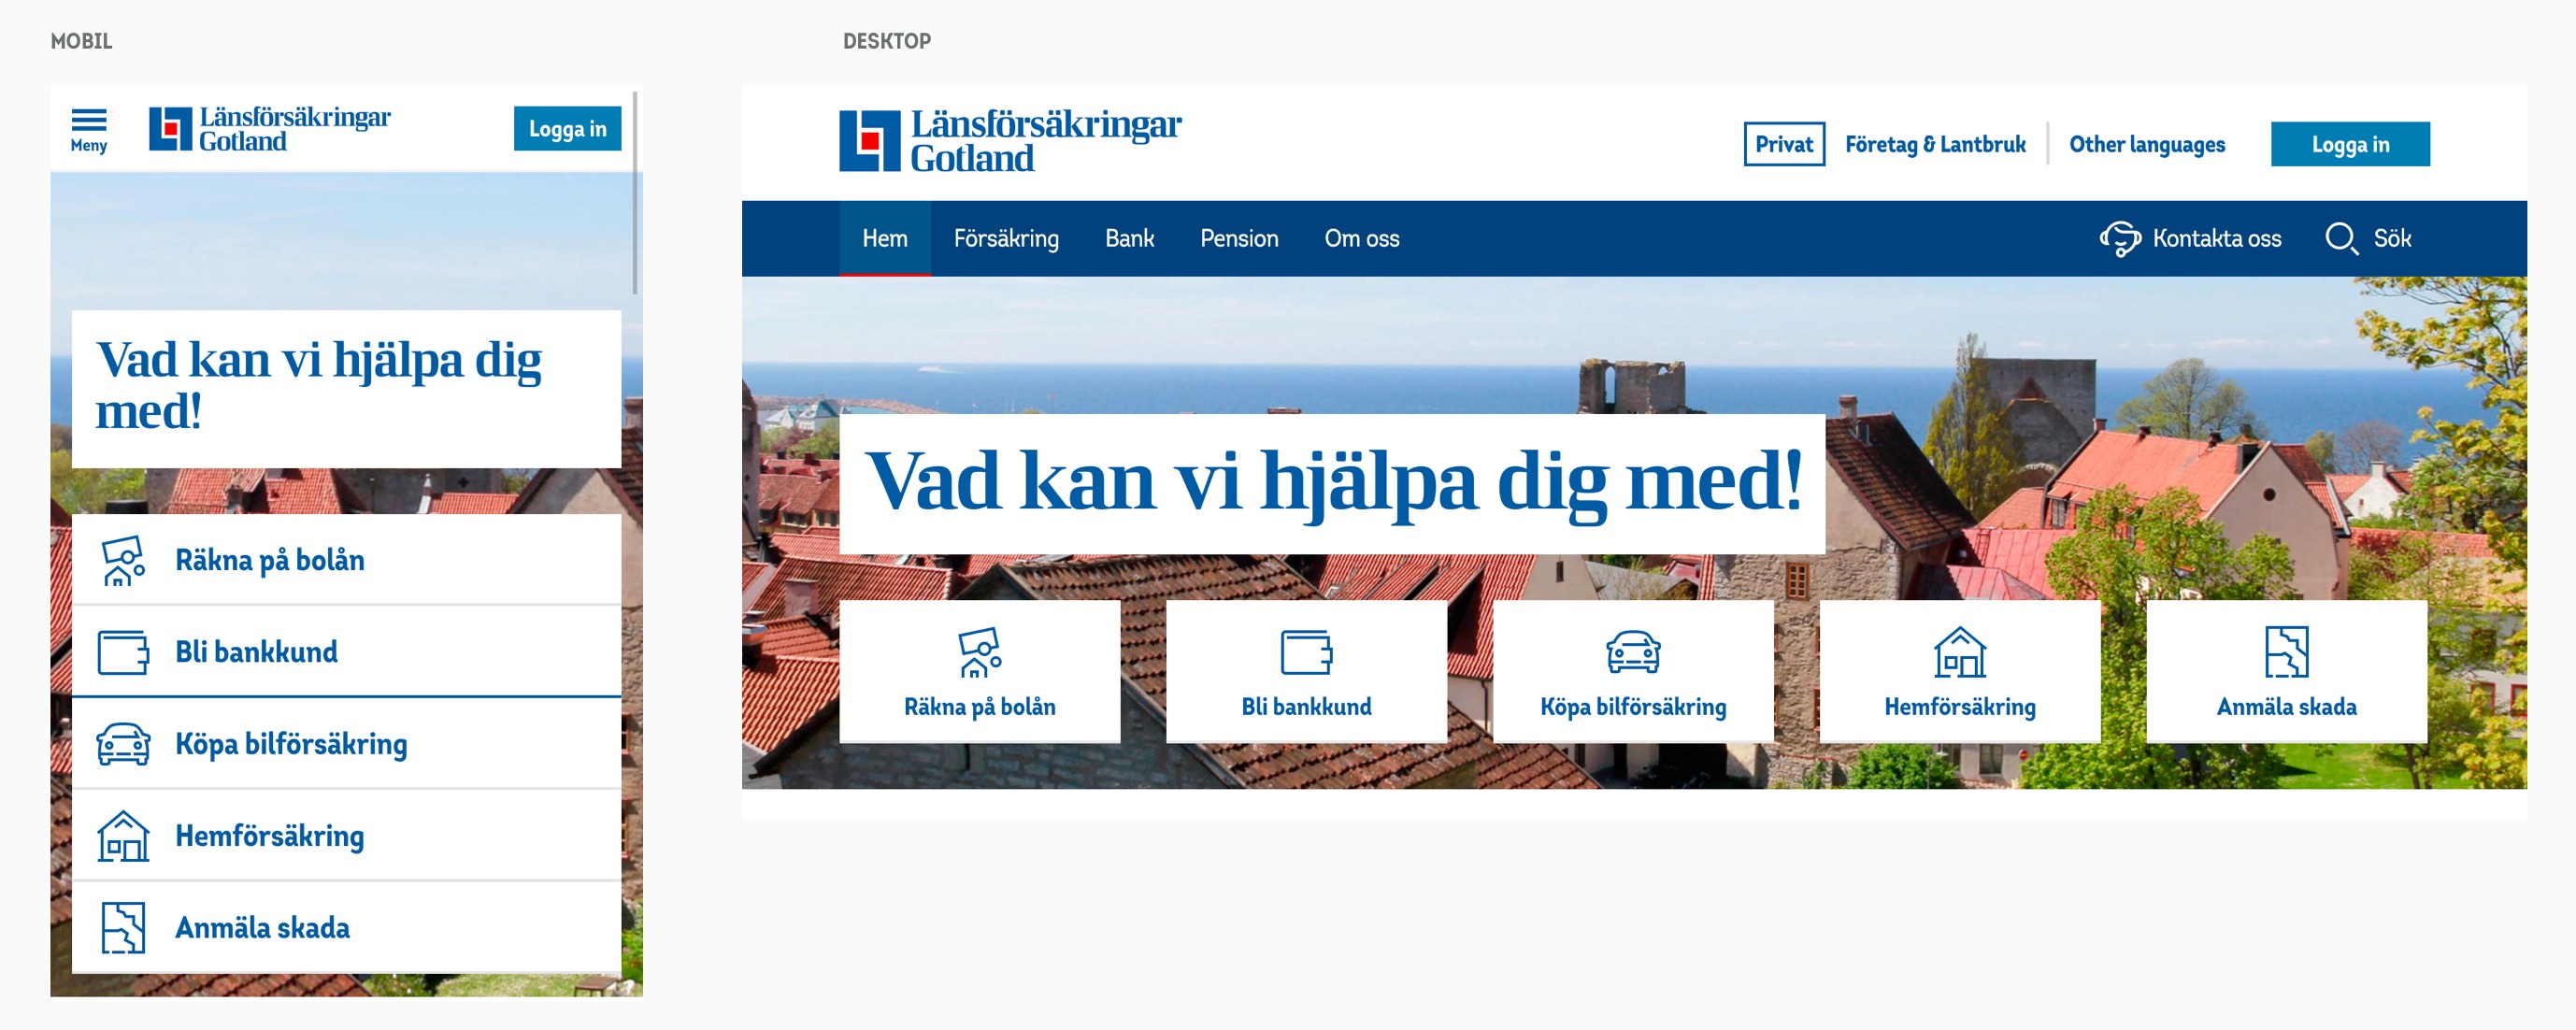 MOBIL
Meny
Länsförsäkringar
Gotland
Logga in
Vad kan vi hjälpa dig
med!
Räkna på bolån
Bli bankkund
Köpa bilförsäkring
Hemförsäkring
Anmäla skada
DESKTOP
Länsförsäkringar
Gotland
Privat Företag & Lantbruk Other languages Logga in
Hem Försäkring Bank Pension Om oss Kontakta oss Sök
Vad kan vi hjälpa dig med!
Räkna på bolån Bli bankkund Köpa bilförsäkring Hemförsäkring Anmäla skada